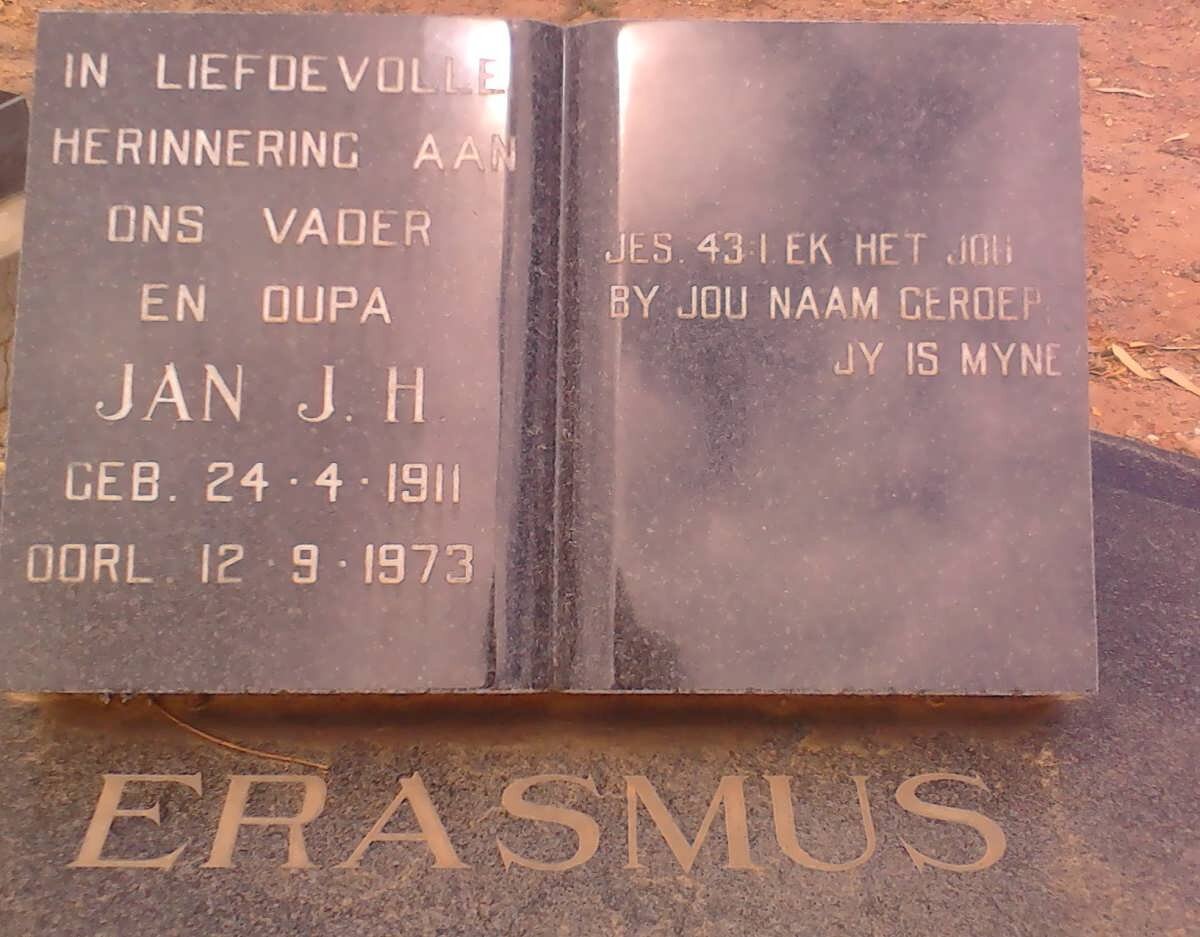 IN LIEFDEVOLLE
HERINNERING AAN
ONS VADER
EN OUPA
JAN J. H.
GEB. 24·4·1911
OORL. 12·9·1973
JES. 43:1. EK HET JOU
BY JOU NAAM GEROEP,
JY IS MYNE
ERASMUS